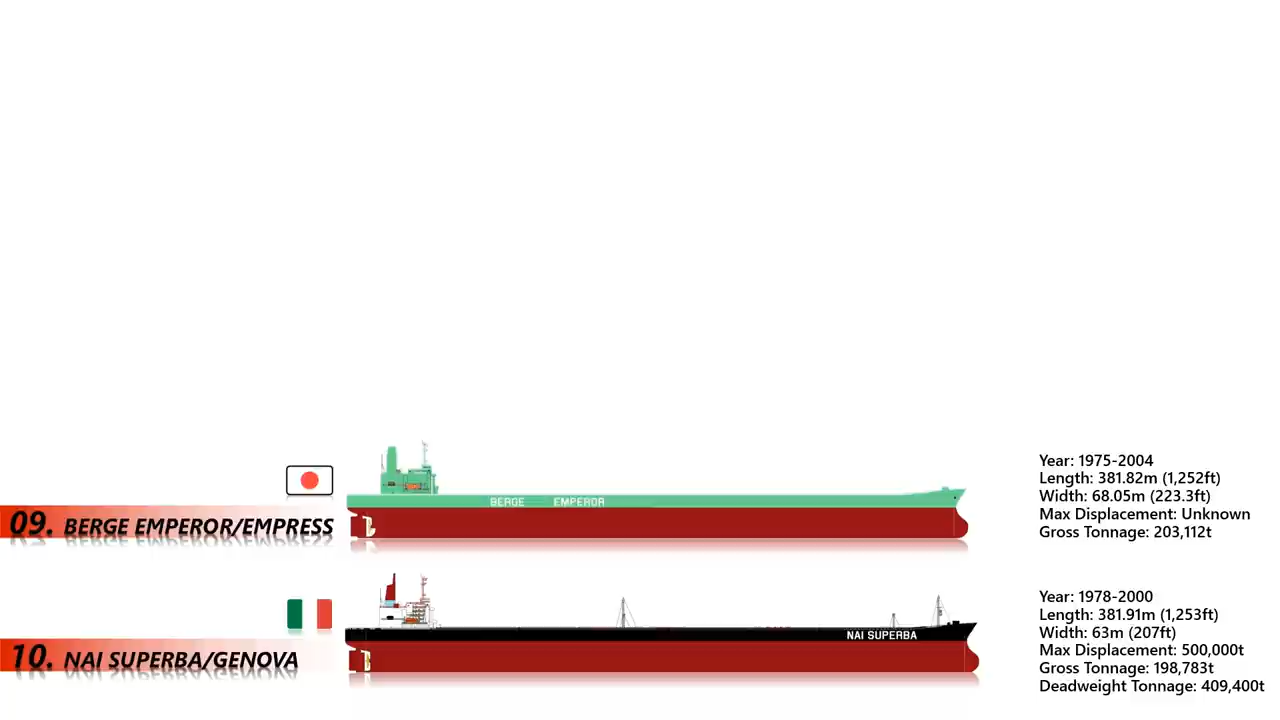 Year: 1975-2004
Length: 381.82m (1,252ft)
Width: 68.05m (223.3ft)
Max Displacement: Unknown
Gross Tonnage: 203,112t
BERGE EMPEROR
09. BERGE EMPEROR/EMPRESS
Year: 1978-2000
Length: 381.91m (1,253ft)
Width: 63m (207ft)
Max Displacement: 500,000t
Gross Tonnage: 198,783t
Deadweight Tonnage: 409,400t
NAI SUPERBA
10. NAI SUPERBA/GENOVA